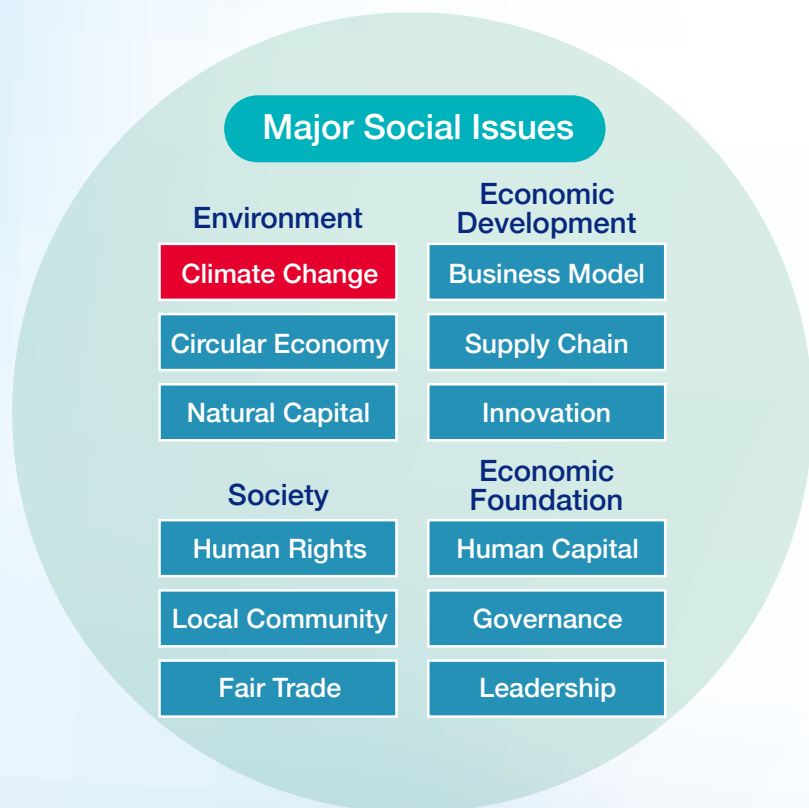 Major Social Issues
Environment
Climate Change
Circular Economy
Natural Capital
Economic
Development
Business Model
Supply Chain
Innovation
Society
Human Rights
Local Community
Fair Trade
Economic
Foundation
Human Capital
Governance
Leadership